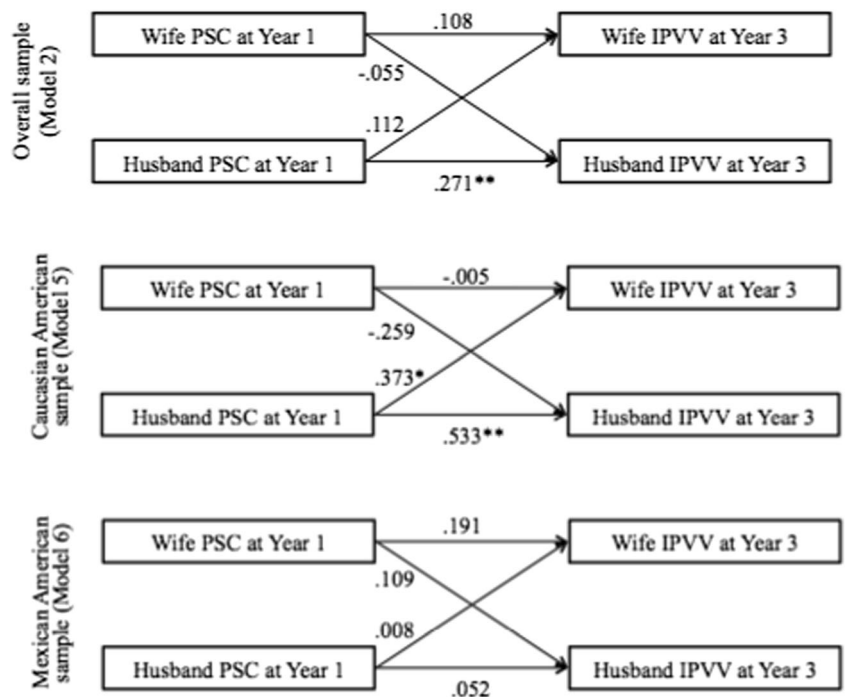 Overall sample
(Model 2)
Wife PSC at Year 1
.108
Wife IPVV at Year 3
-.055
.112
Husband PSC at Year 1
.271**
Husband IPVV at Year 3
Caucasian American
sample (Model 5)
Wife PSC at Year 1
-.005
Wife IPVV at Year 3
-.259
.373*
Husband PSC at Year 1
.533**
Husband IPVV at Year 3
Mexican American
sample (Model 6)
Wife PSC at Year 1
.191
Wife IPVV at Year 3
.109
.008
Husband PSC at Year 1
.052
Husband IPVV at Year 3